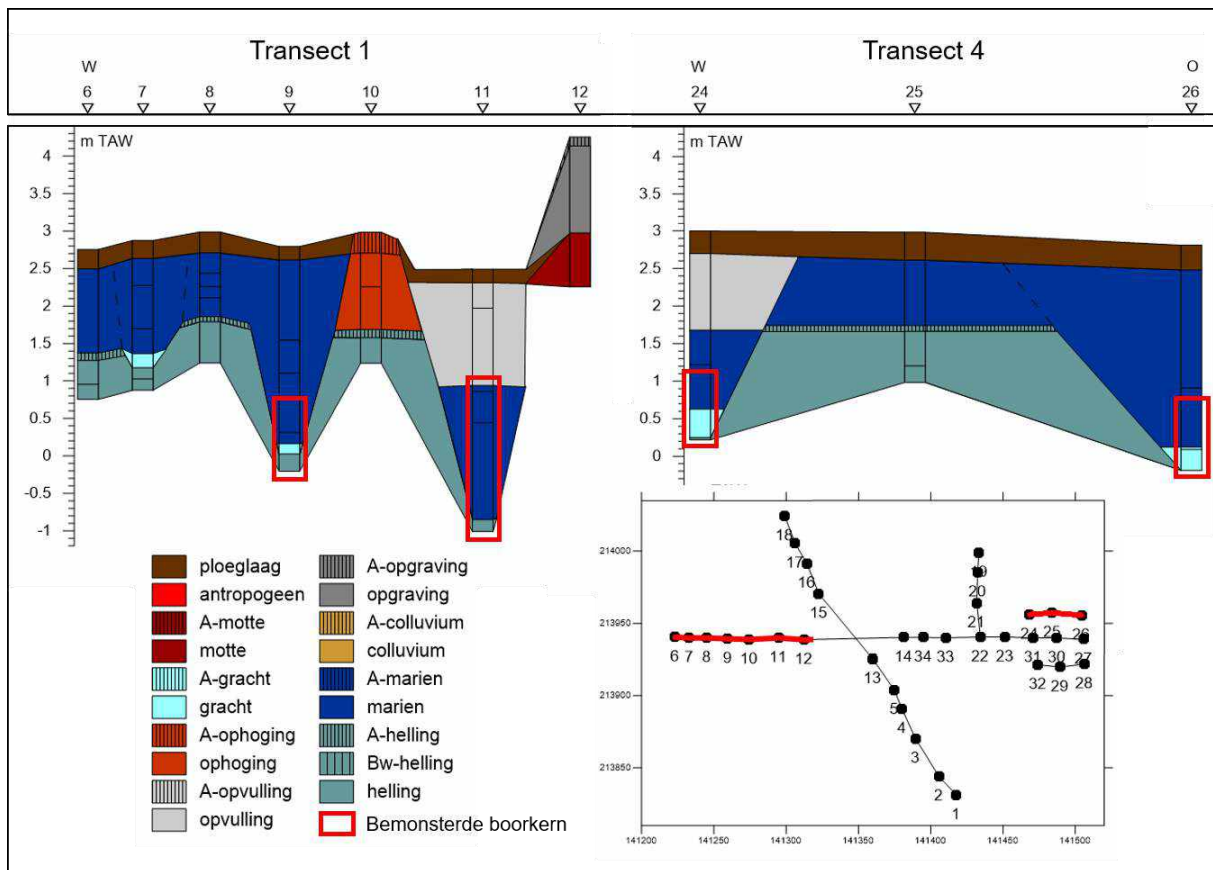 Transect 1
Transect 4
W
6 7 8 9 10 11 12
W O
24 25 26
m TAW
4
3.5
3
2.5
2
1.5
1
0.5
0
-0.5
-1
m TAW
4
3.5
3
2.5
2
1.5
1
0.5
0
ploeglaag
antropogeen
A-motte
motte
A-gracht
gracht
A-ophoging
ophoging
A-opvulling
opvulling
A-opgraving
opgraving
A-colluvium
colluvium
A-marien
marien
A-helling
Bw-helling
helling
Bemonsterde boorkern
214000
213950
213900
213850
18
17
16
15
19
20
21
24 25 26
6 7 8 9 10 11 12
14 34 33 22 23 31 30 27
13
32 29 28
5
4
3
2
1
141200 141250 141300 141350 141400 141450 141500